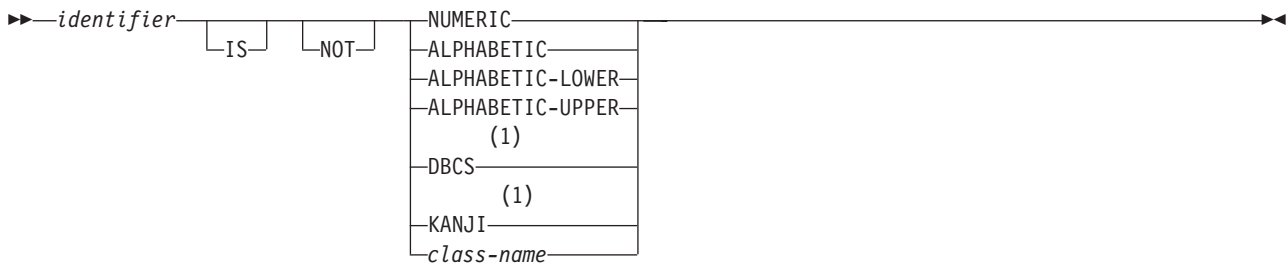 identifier NUMERIC
IS NOT ALPHABETIC
ALPHABETIC-LOWER
ALPHABETIC-UPPER
(1)
DBCS
(1)
KANJI
class-name